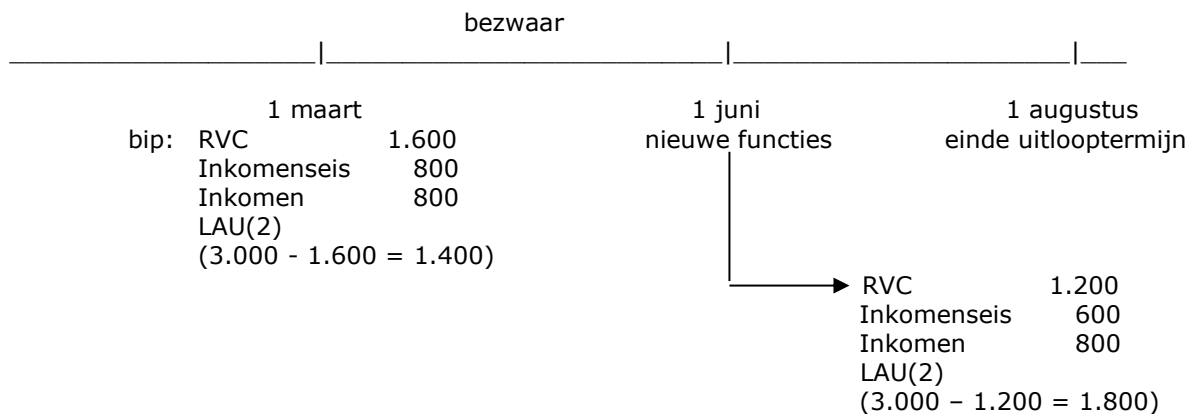 bezwaar
1 maart 1 juni 1 augustus
bip: RVC 1.600 nieuwe functies einde uitlooptermijn
Inkomenseis 800
Inkomen 800
LAU(2)
(3.000 - 1.600 = 1.400)
RVC 1.200
Inkomenseis 600
Inkomen 800
LAU(2)
(3.000 – 1.200 = 1.800)